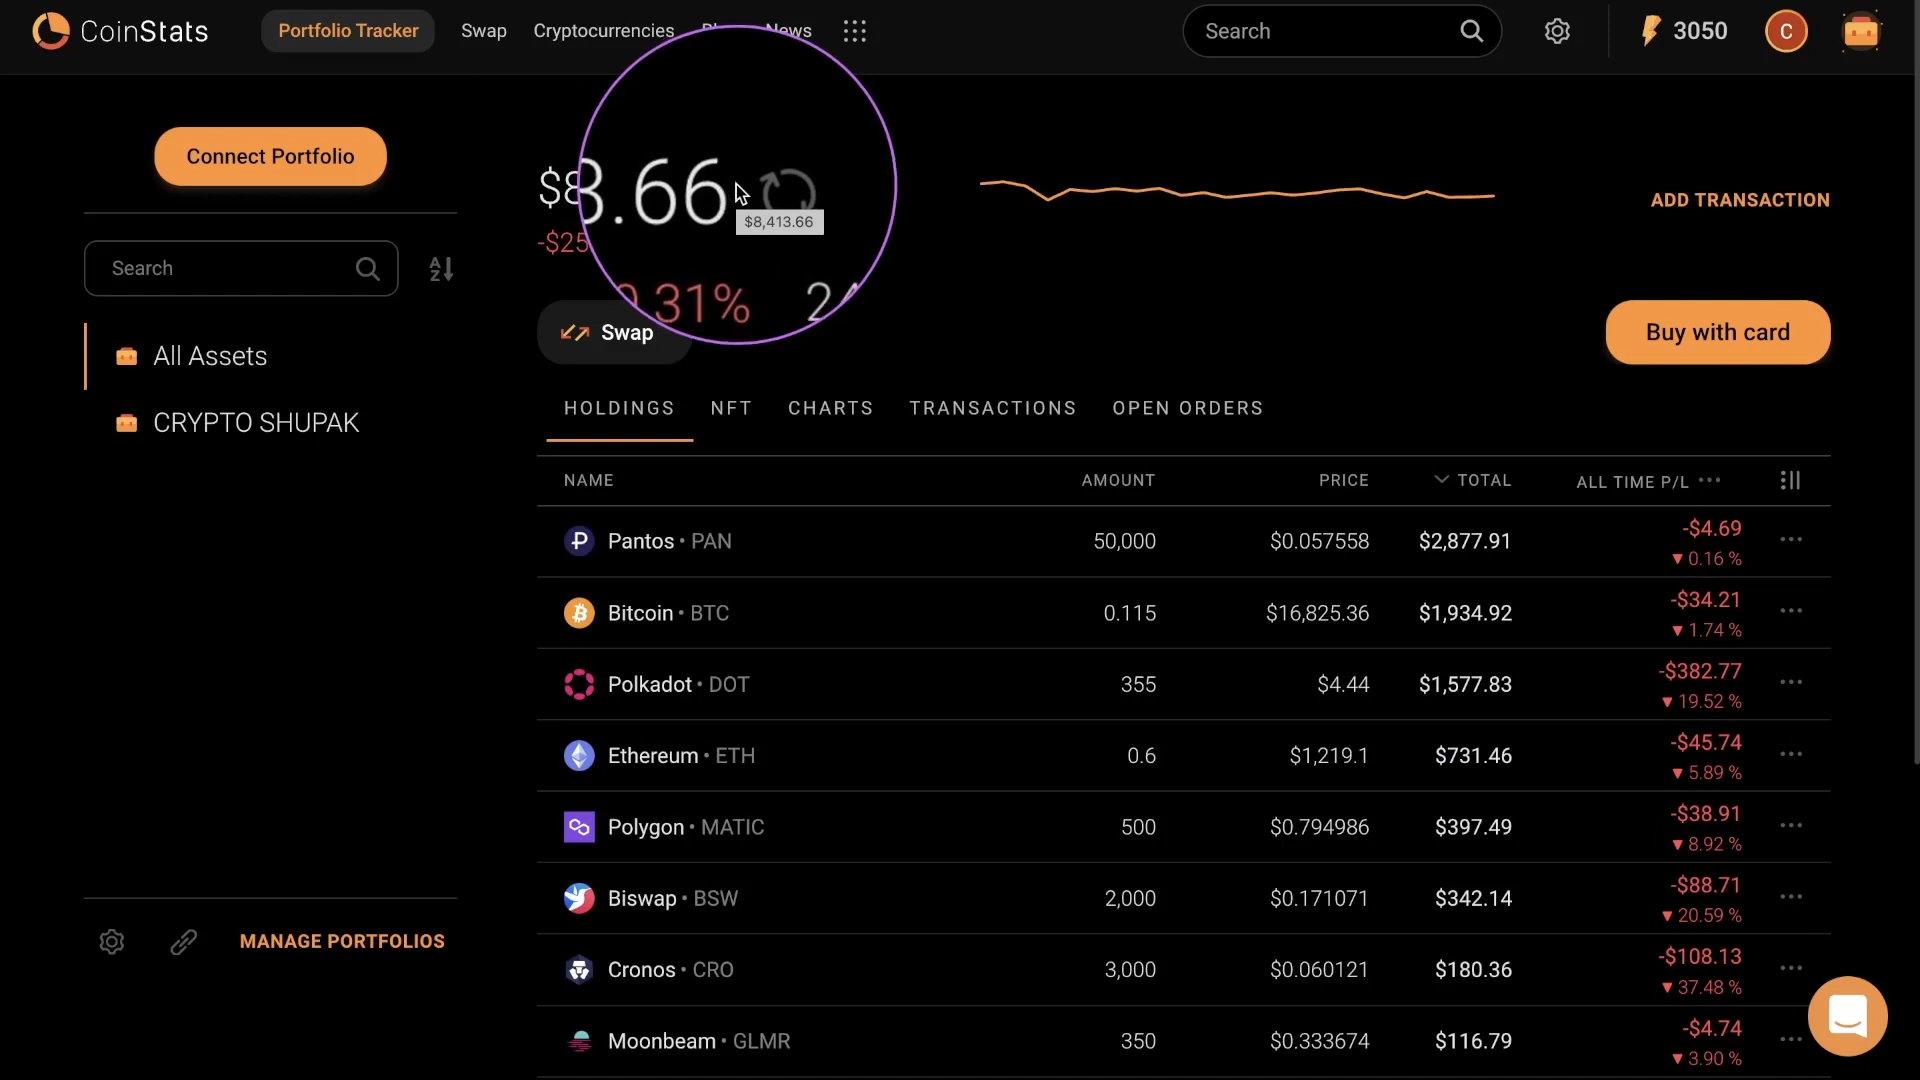 CoinStats
Portfolio Tracker
Swap
Cryptocurrencies
News
Search
3050
C
Connect Portfolio
$8
3.66
$8,413.66
-$25
.31%
ADD TRANSACTION
Search
Swap
Buy with card
All Assets
CRYPTO SHUPAK
HOLDINGS NFT CHARTS TRANSACTIONS OPEN ORDERS
NAME AMOUNT PRICE TOTAL ALL TIME P/L
Pantos • PAN 50,000 $0.057558 $2,877.91 -$4.69
▼ 0.16 %
Bitcoin • BTC 0.115 $16,825.36 $1,934.92 -$34.21
▼ 1.74 %
Polkadot • DOT 355 $4.44 $1,577.83 -$382.77
▼ 19.52 %
Ethereum • ETH 0.6 $1,219.1 $731.46 -$45.74
▼ 5.89 %
Polygon • MATIC 500 $0.794986 $397.49 -$38.91
▼ 8.92 %
Biswap • BSW 2,000 $0.171071 $342.14 -$88.71
▼ 20.59 %
Cronos • CRO 3,000 $0.060121 $180.36 -$108.13
▼ 37.48 %
Moonbeam • GLMR 350 $0.333674 $116.79 -$4.74
▼ 3.90 %
MANAGE PORTFOLIOS